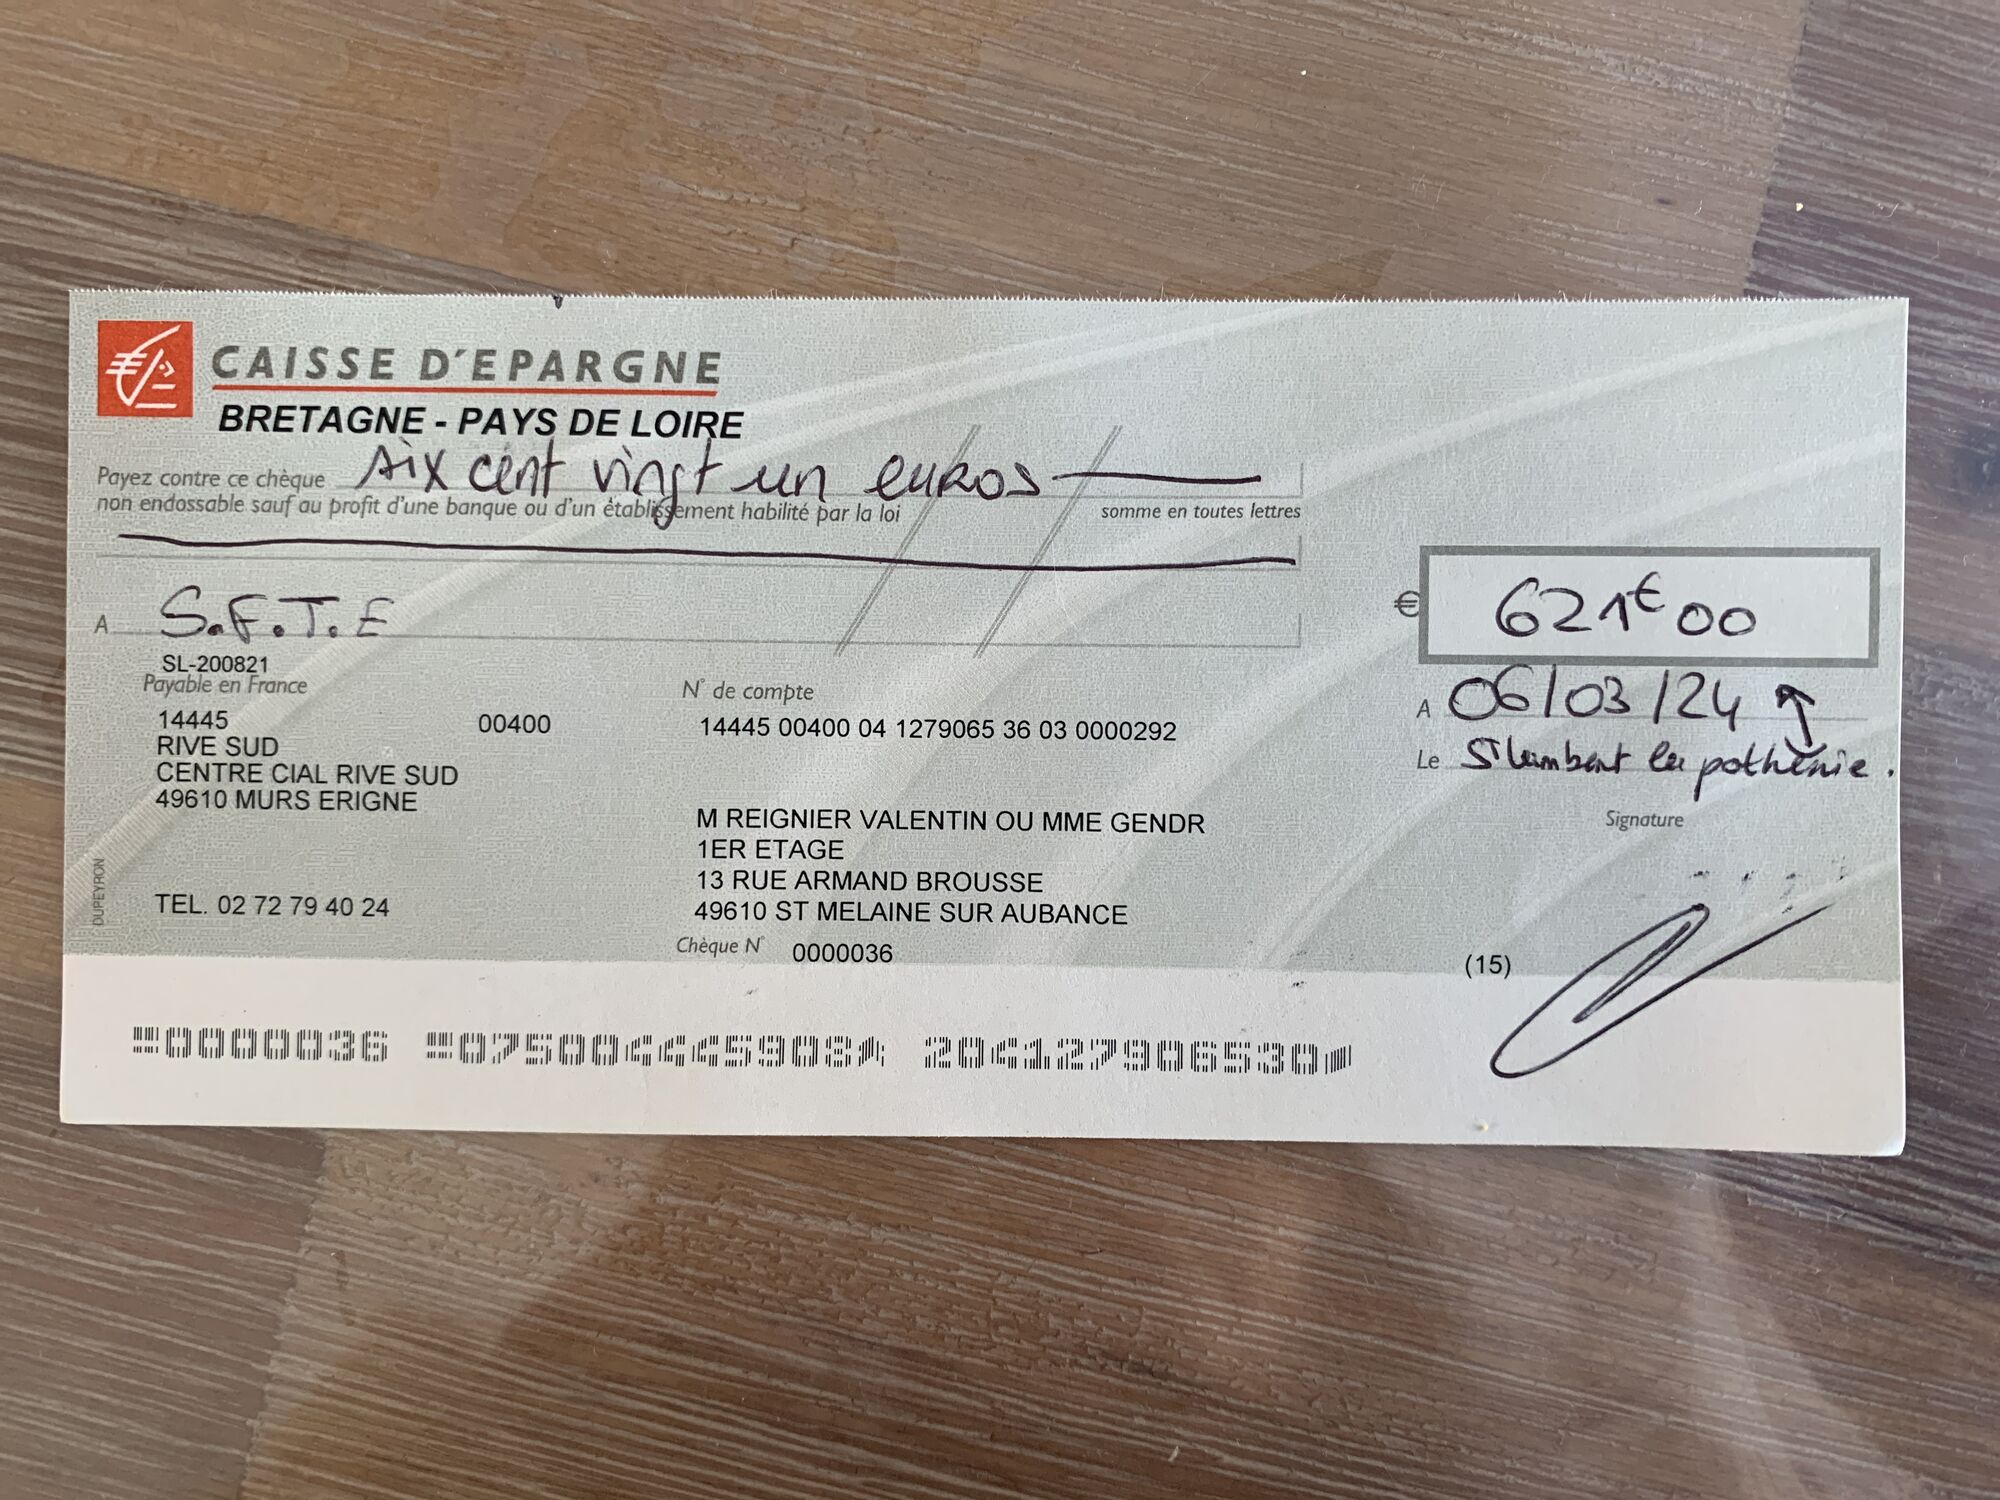 CAISSE D'EPARGNE
BRETAGNE - PAYS DE LOIRE
Payez contre ce chèque six cent vingt un euros
non endossable sauf au profit d'une banque ou d'un établissement habilité par la loi somme en toutes lettres
€ 621€00
A S.F.T.E
SL-200821
Payable en France
N° de compte
A 06/03/24
14445 00400
14445 00400 04 1279065 36 03 0000292
RIVE SUD
CENTRE CIAL RIVE SUD
49610 MURS ERIGNE
Le St lambert la pothenie.
Signature
M REIGNIER VALENTIN OU MME GENDR
1ER ETAGE
13 RUE ARMAND BROUSSE
49610 ST MELAINE SUR AUBANCE
DUPEYRON
TEL. 02 72 79 40 24
Chèque N° 0000036
(15)
0000036 075004445908 204127906530